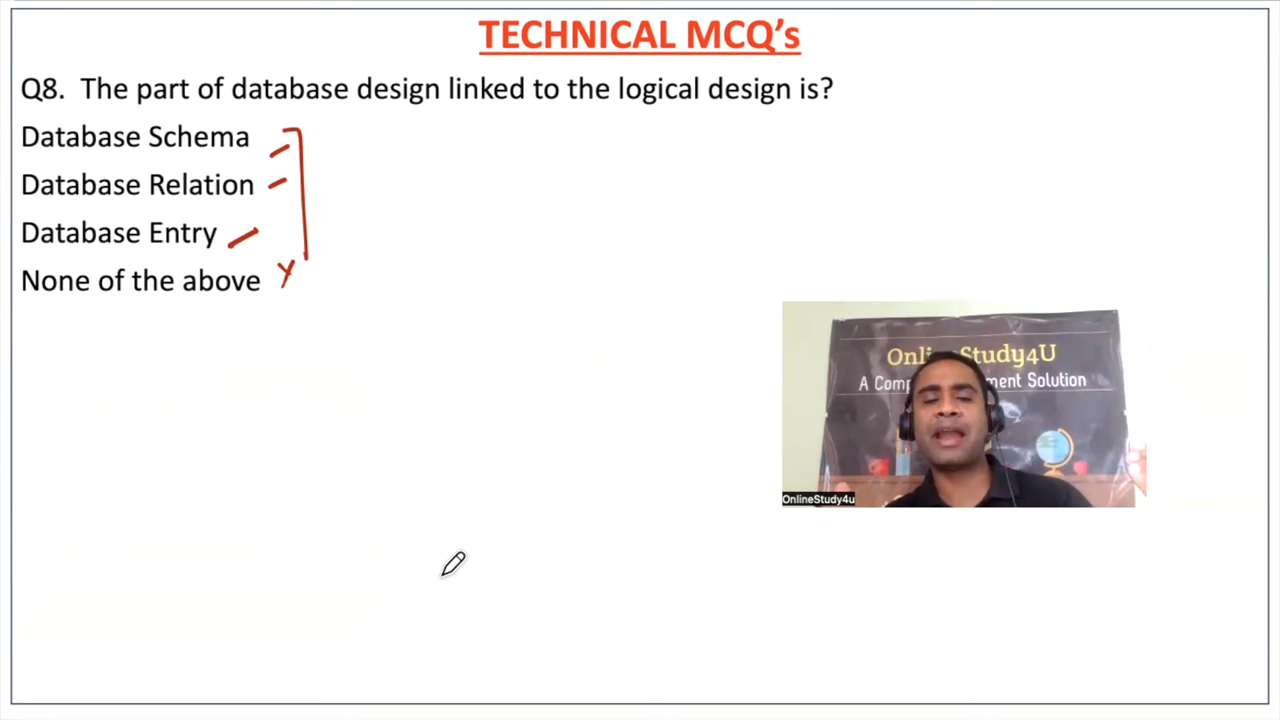 TECHNICAL MCQ's
Q8. The part of database design linked to the logical design is?
Database Schema
Database Relation
Database Entry
None of the above
OnlineStudy4U
A Comp ment Solution
OnlineStudy4u